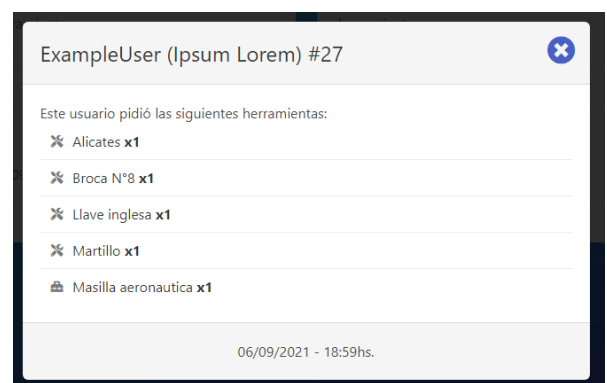 ExampleUser (Ipsum Lorem) #27
Este usuario pidió las siguientes herramientas:
Alicates x1
Broca N°8 x1
Llave inglesa x1
Martillo x1
Masilla aeronautica x1
06/09/2021 - 18:59hs.